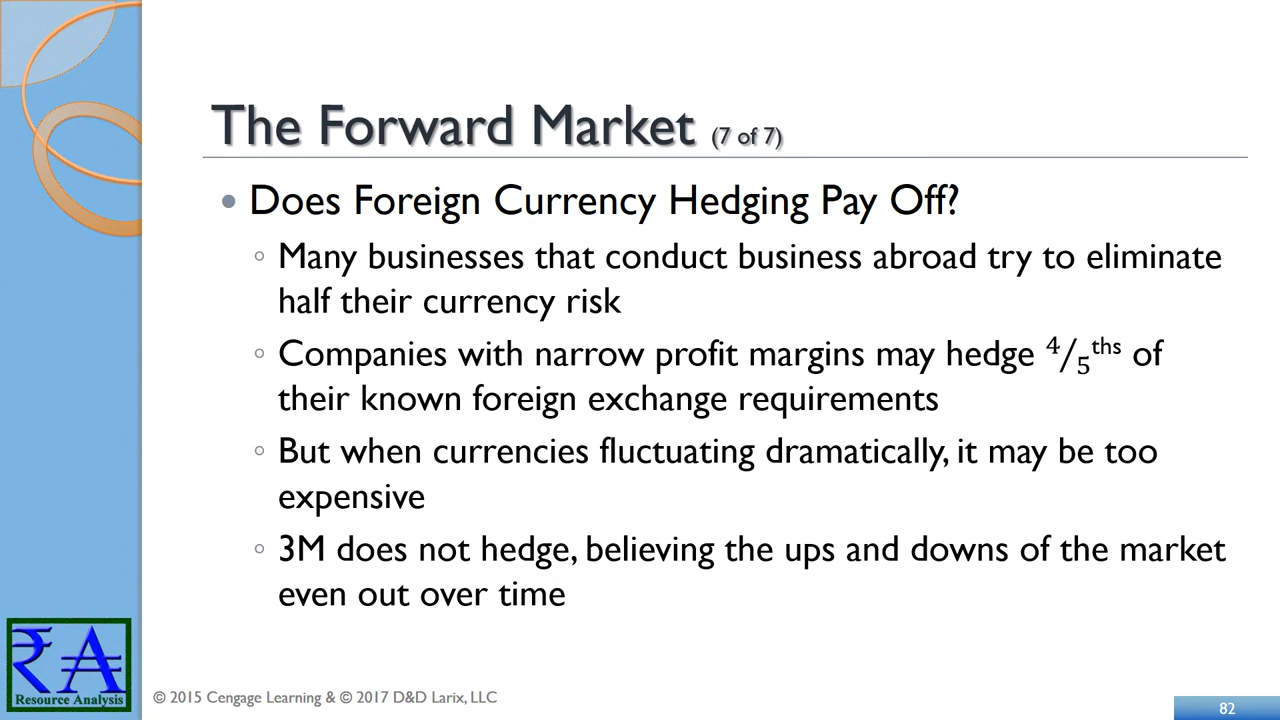 The Forward Market (7 of 7)
• Does Foreign Currency Hedging Pay Off?
◦ Many businesses that conduct business abroad try to eliminate
half their currency risk
◦ Companies with narrow profit margins may hedge 4/5ths of
their known foreign exchange requirements
◦ But when currencies fluctuating dramatically, it may be too
expensive
◦ 3M does not hedge, believing the ups and downs of the market
even out over time
₹A
Resource Analysis
© 2015 Cengage Learning & © 2017 D&D Larix, LLC
82